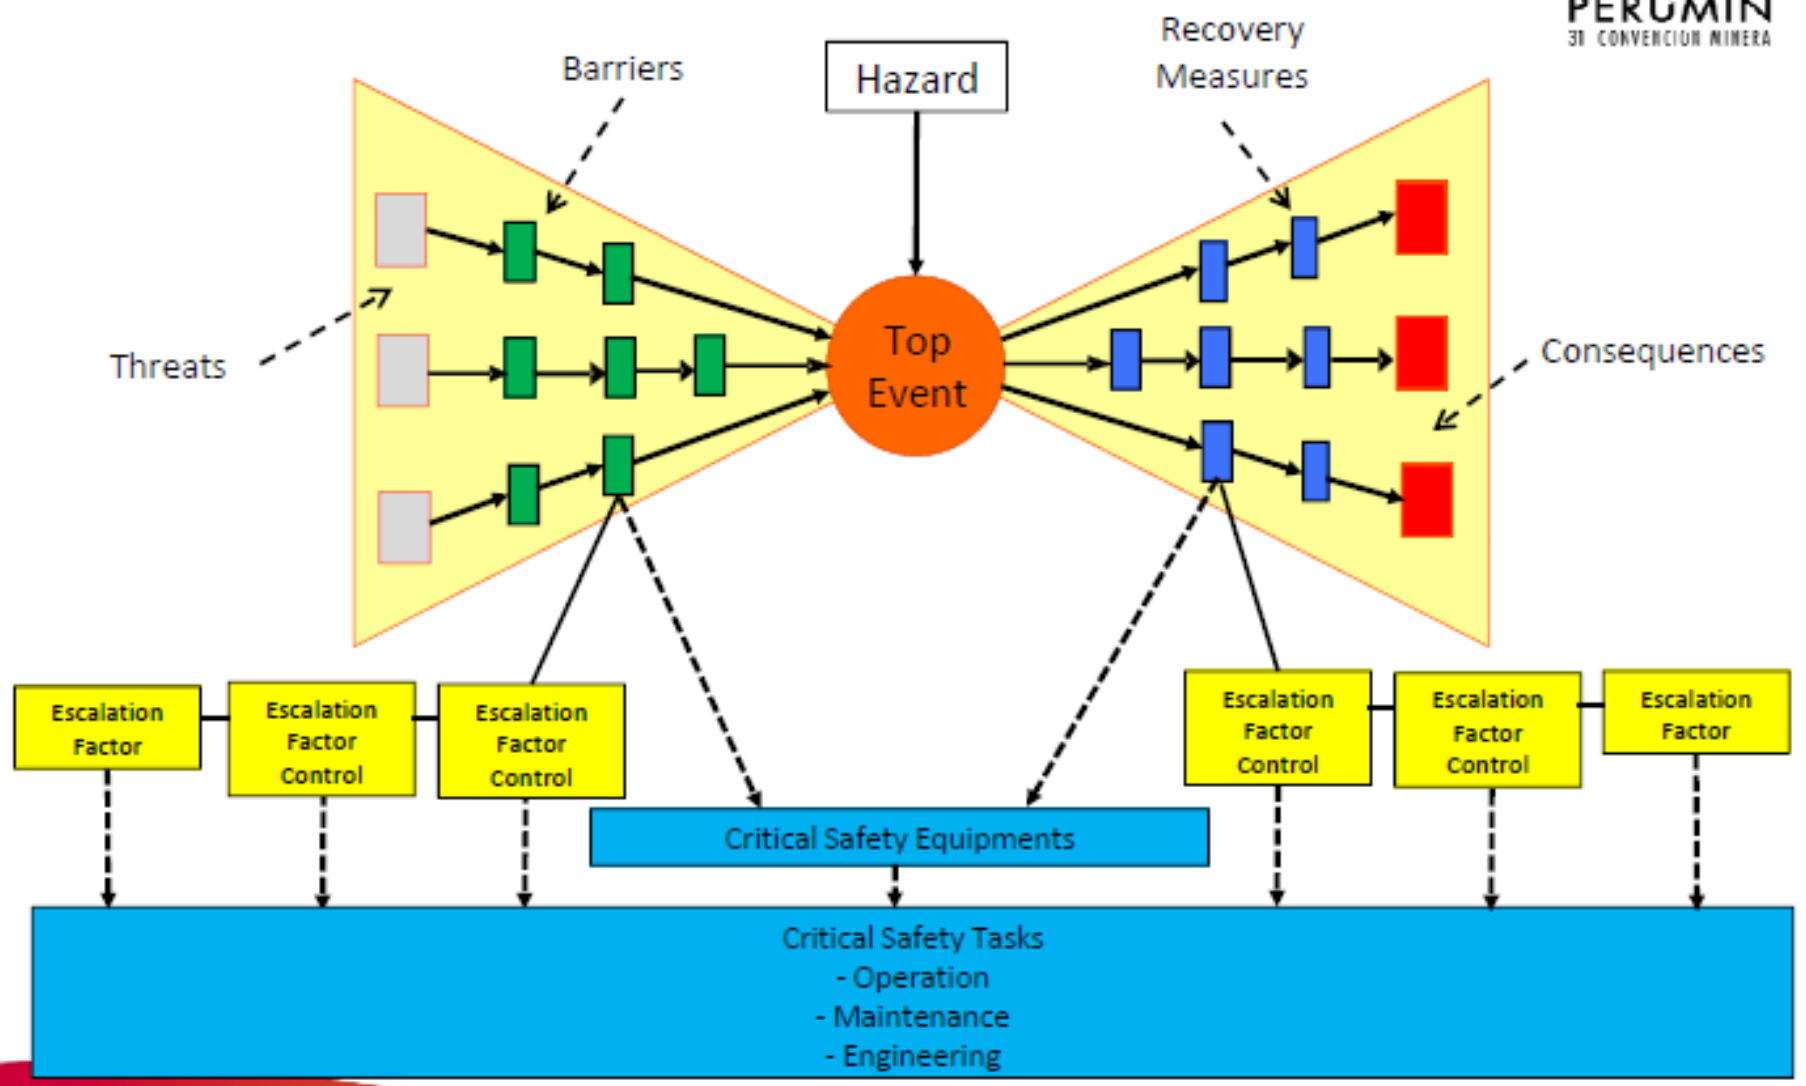 PERUMIN
31 CONVENCION MINERA
Recovery
Measures
Barriers
Hazard
Threats
Top
Event
Consequences
Escalation
Factor
Escalation
Factor
Control
Escalation
Factor
Control
Escalation
Factor
Control
Escalation
Factor
Control
Escalation
Factor
Critical Safety Equipments
Critical Safety Tasks
- Operation
- Maintenance
- Engineering